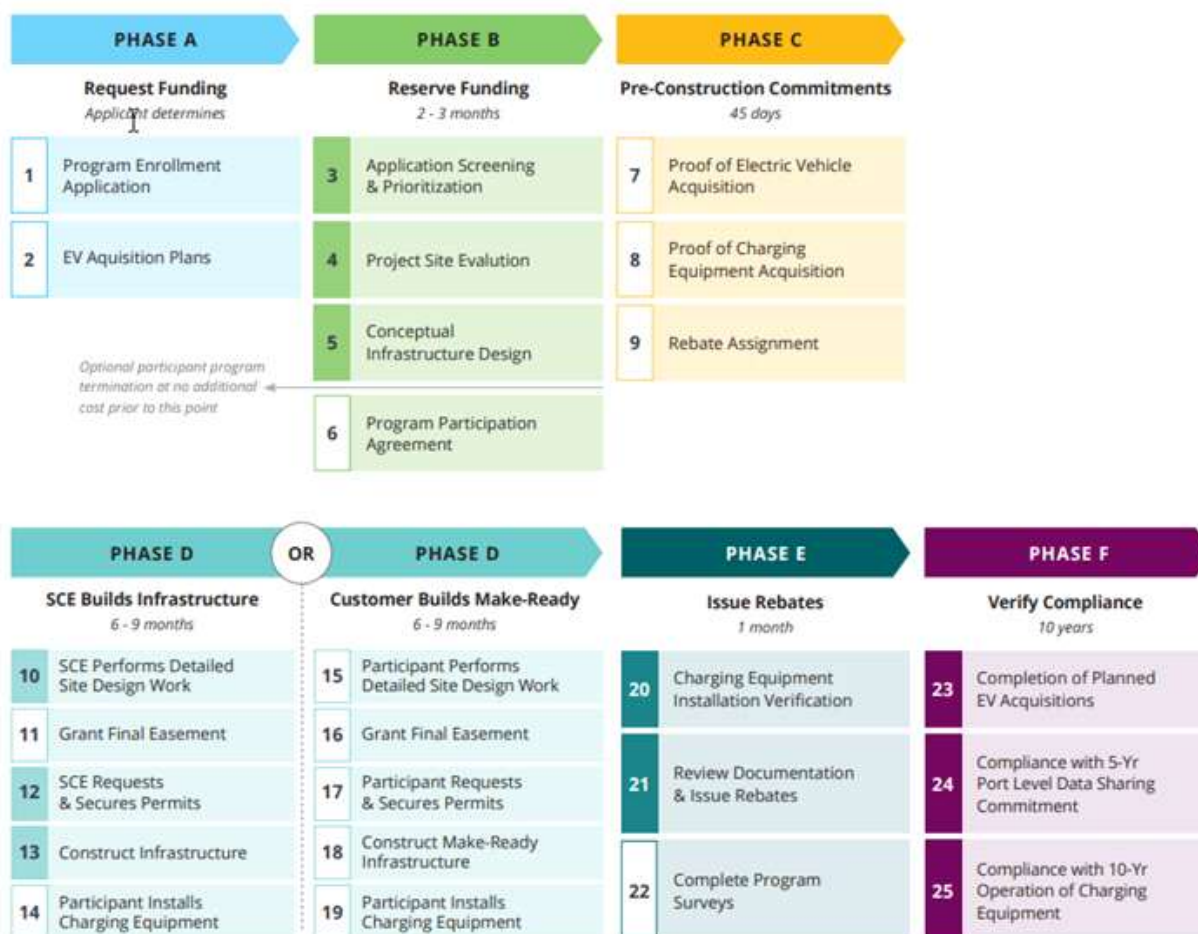 PHASE A
Request Funding
Applicant determines
1
Program Enrollment
Application
2
EV Aquisition Plans
PHASE B
Reserve Funding
2 - 3 months
3
Application Screening
& Prioritization
4
Project Site Evalution
5
Conceptual
Infrastructure Design
Optional participant program
termination at no additional
cost prior to this point
6
Program Participation
Agreement
PHASE C
Pre-Construction Commitments
45 days
7
Proof of Electric Vehicle
Acquisition
8
Proof of Charging
Equipment Acquisition
9
Rebate Assignment
PHASE D
SCE Builds Infrastructure
6 - 9 months
10
SCE Performs Detailed
Site Design Work
11
Grant Final Easement
12
SCE Requests
& Secures Permits
13
Construct Infrastructure
14
Participant Installs
Charging Equipment
OR
PHASE D
Customer Builds Make-Ready
6 - 9 months
15
Participant Performs
Detailed Site Design Work
16
Grant Final Easement
17
Participant Requests
& Secures Permits
18
Construct Make-Ready
Infrastructure
19
Participant Installs
Charging Equipment
PHASE E
Issue Rebates
1 month
20
Charging Equipment
Installation Verification
21
Review Documentation
& Issue Rebates
22
Complete Program
Surveys
PHASE F
Verify Compliance
10 years
23
Completion of Planned
EV Acquisitions
24
Compliance with 5-Yr
Port Level Data Sharing
Commitment
25
Compliance with 10-Yr
Operation of Charging
Equipment